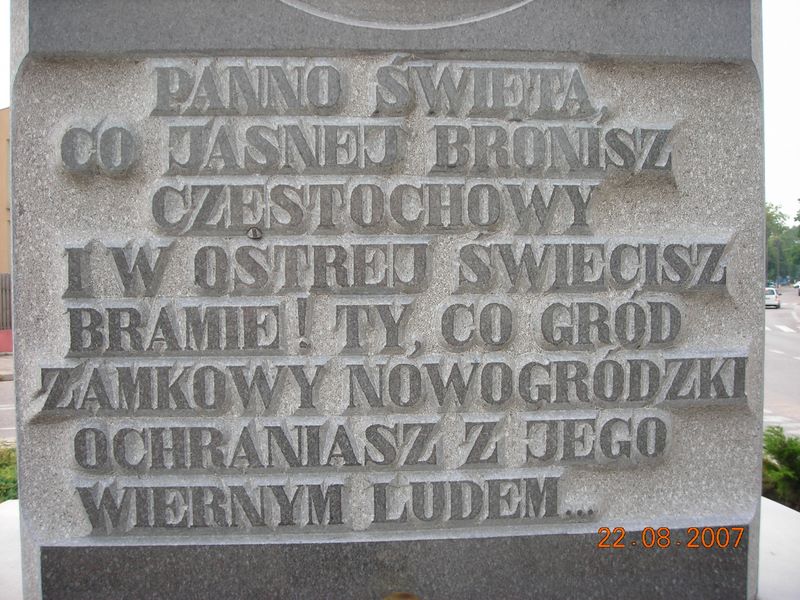 PANNO ŚWIĘTA,
CO JASNEJ BRONISZ
CZĘSTOCHOWY
I W OSTREJ ŚWIECISZ
BRAMIE! TY, CO GRÓD
ZAMKOWY NOWOGRÓDZKI
OCHRANIASZ Z JEGO
WIERNYM LUDEM...
22.08.2007